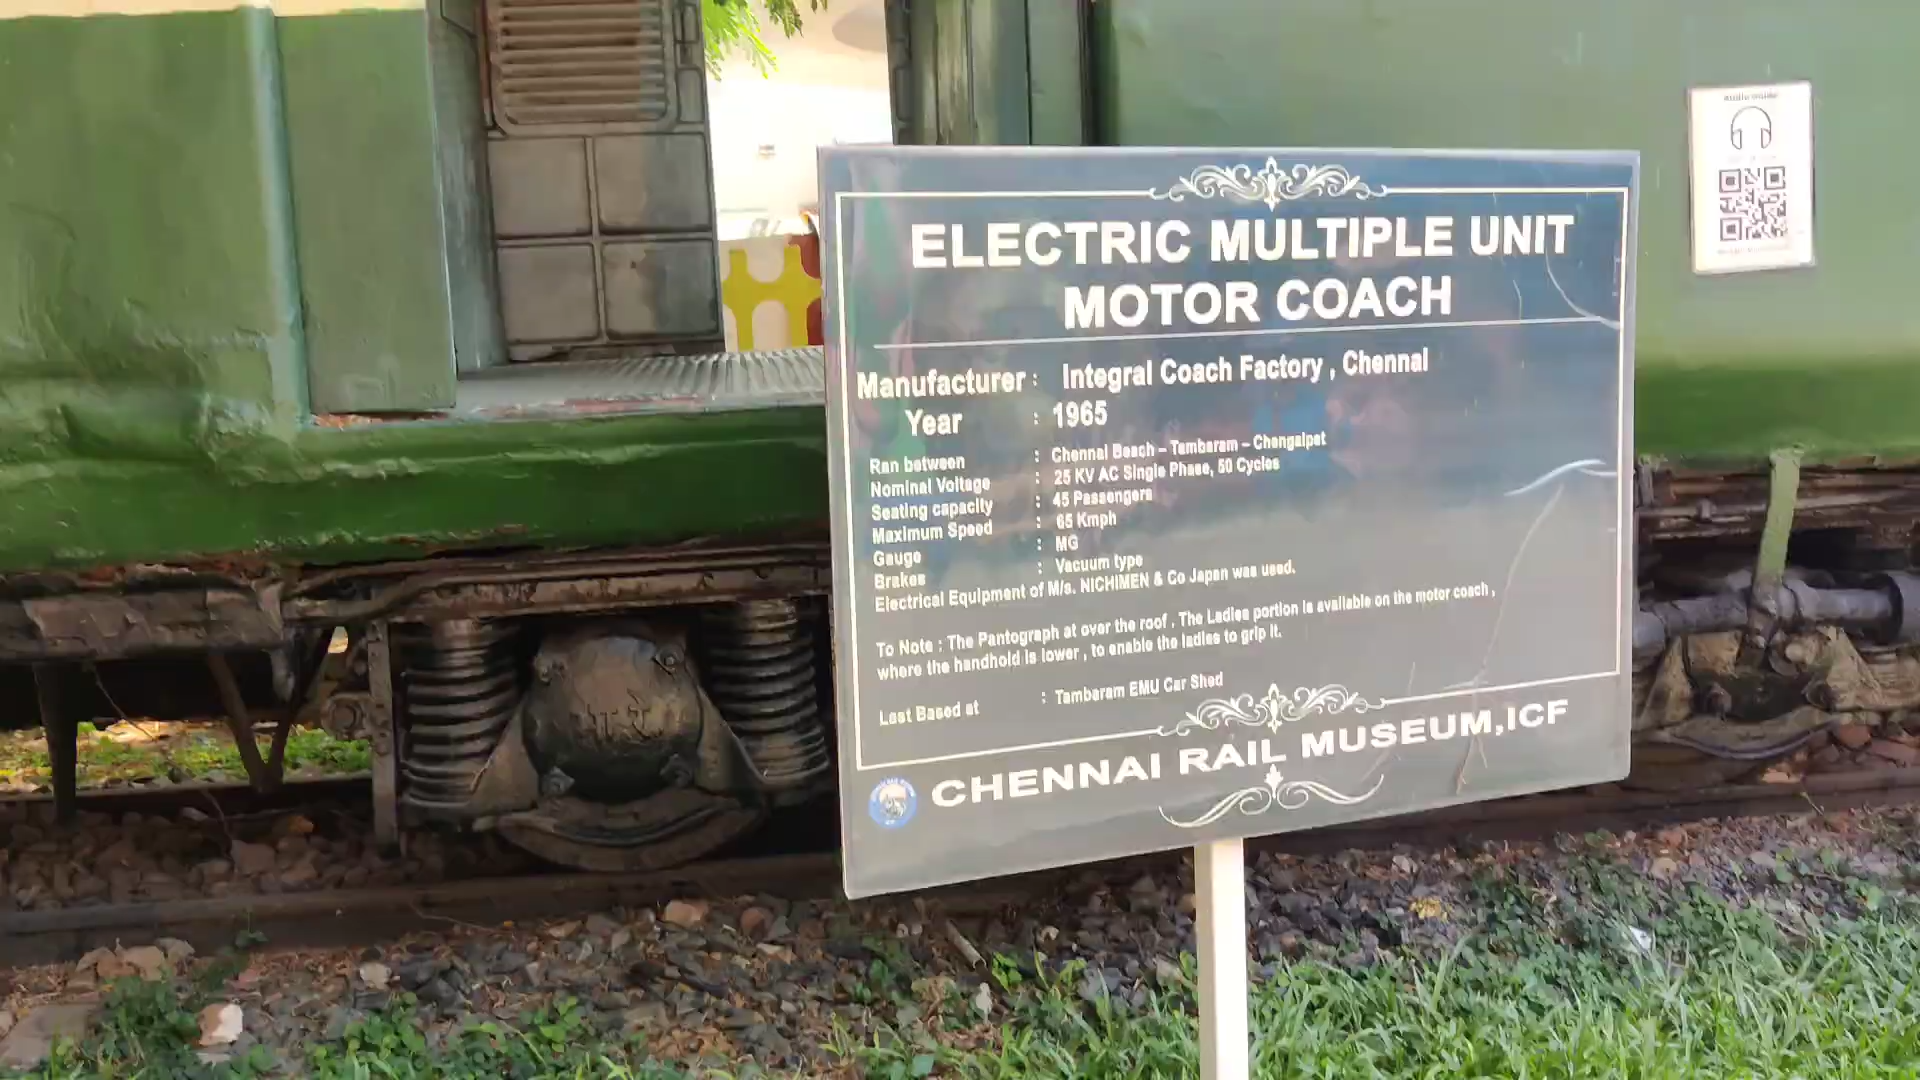 Audio Guide
ELECTRIC MULTIPLE UNIT
MOTOR COACH
Manufacturer : Integral Coach Factory , Chennai
Year : 1965
Ran between : Chennai Beach – Tambaram – Chengalpet
Nominal Voltage : 25 KV AC Single Phase, 50 Cycles
Seating capacity : 45 Passengers
Maximum Speed : 65 Kmph
Gauge : MG
Brakes : Vacuum type
Electrical Equipment of M/s. NICHIMEN & Co Japan was used.
To Note : The Pantograph at over the roof . The Ladies portion is available on the motor coach ,
where the handhold is lower , to enable the ladies to grip it.
Last Based at : Tambaram EMU Car Shed
CHENNAI RAIL MUSEUM,ICF